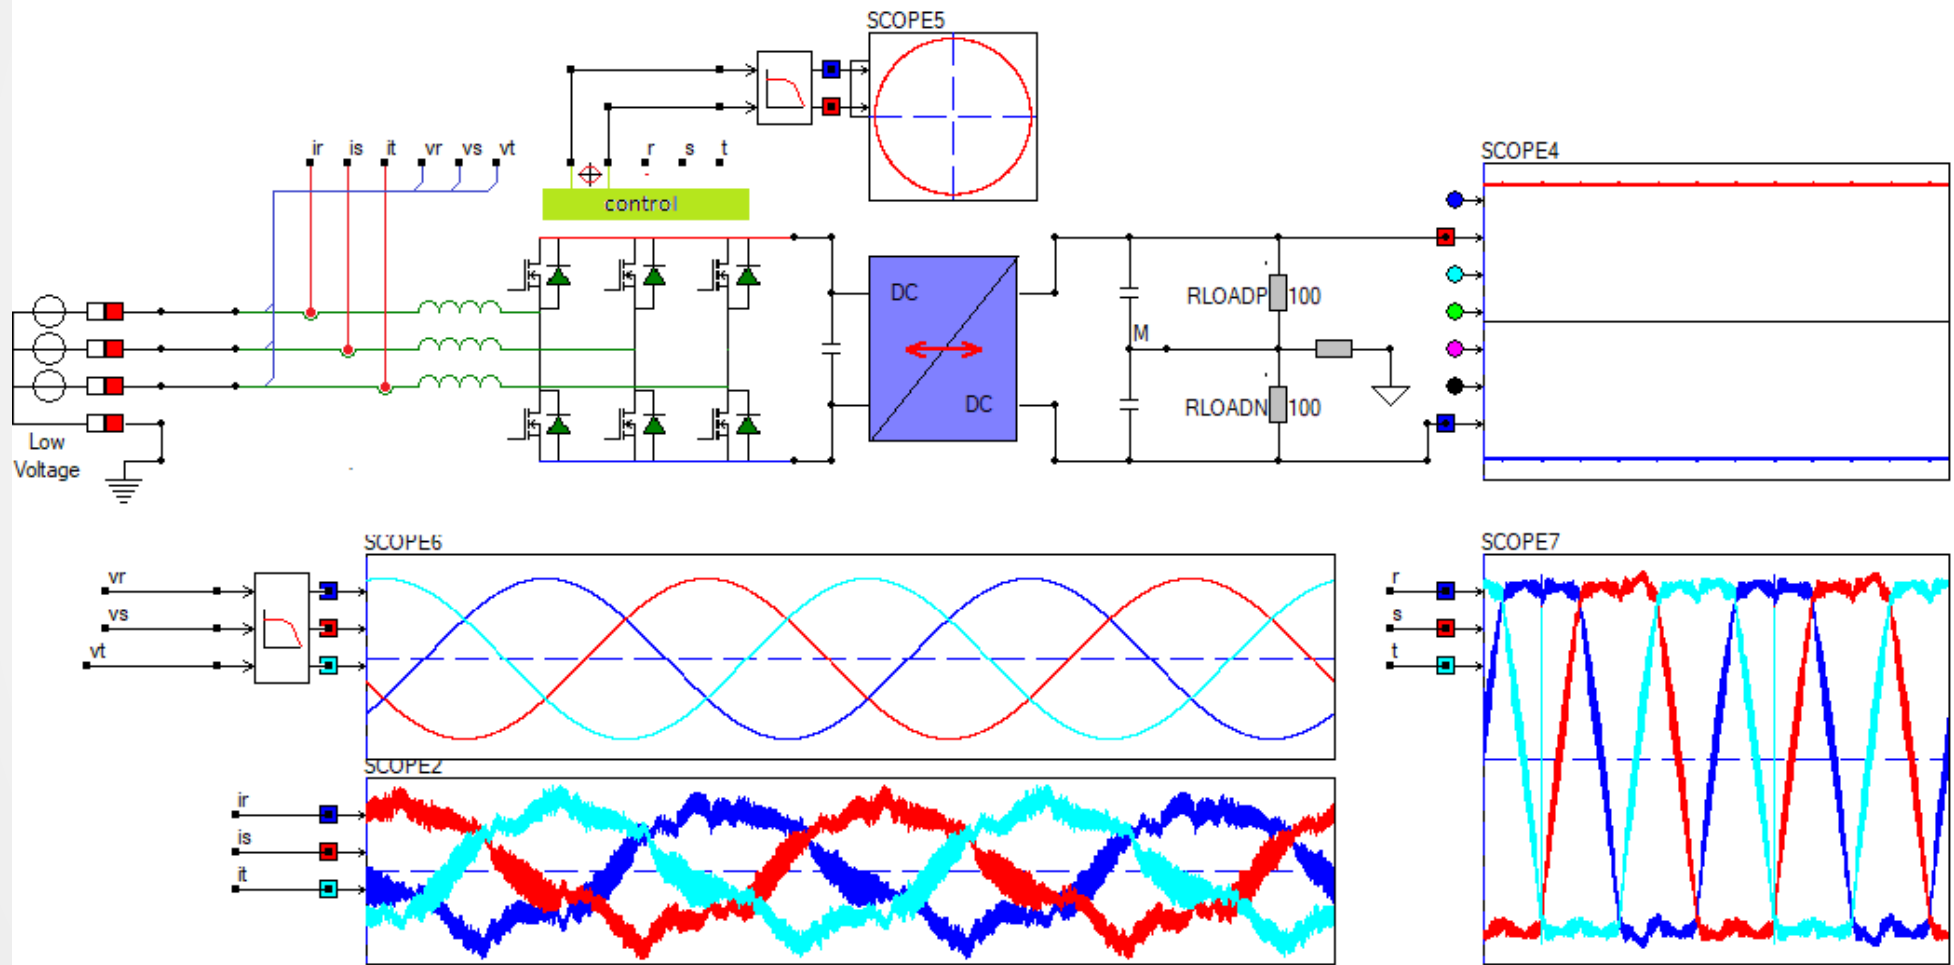 SCOPE5
ir is it vr vs vt
r s t
control
SCOPE4
DC
RLOADP 100
M
DC
RLOADN 100
Low
Voltage
SCOPE6
vr
vs
vt
SCOPE7
r
s
t
SCOPE2
ir
is
it